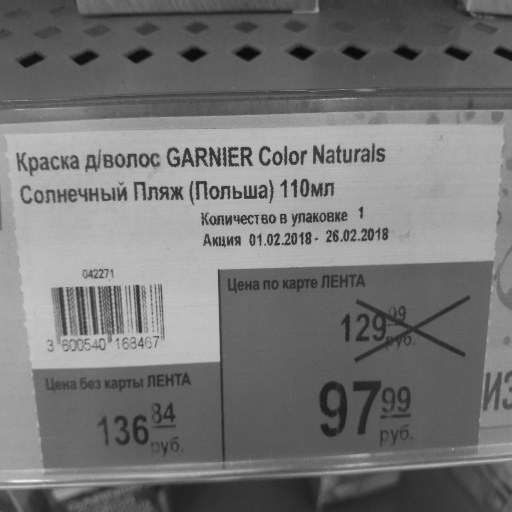 Краска д/волос GARNIER Color Naturals
Солнечный Пляж (Польша) 110мл
Количество в упаковке 1
Акция 01.02.2018 - 26.02.2018
042271
3 600540 168467
Цена по карте ЛЕНТА
129 99 руб.
97 99 руб.
Цена без карты ЛЕНТА
136 84 руб.
ИЗ